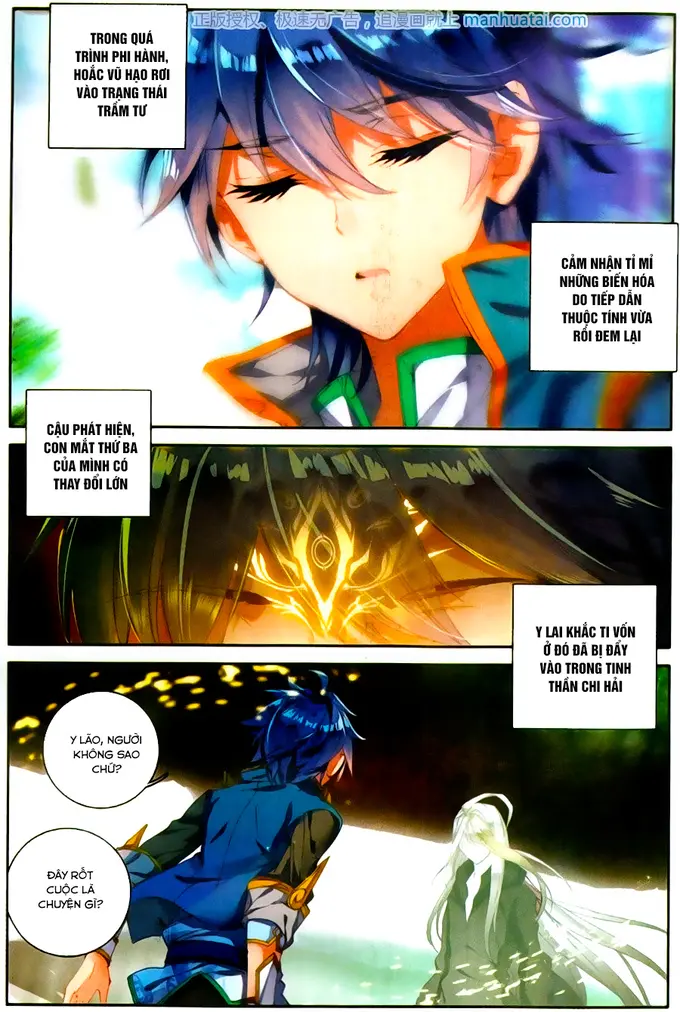 正版授权、极速无广告，追漫画就上 manhuatai.com
TRONG QUÁ
TRÌNH PHI HÀNH,
HOẮC VŨ HẠO RƠI
VÀO TRẠNG THÁI
TRẦM TƯ
CẢM NHẬN TỈ MỈ
NHỮNG BIẾN HÓA
DO TIẾP DẪN
THUỘC TÍNH VỪA
RỒI ĐEM LẠI
CẬU PHÁT HIỆN,
CON MẮT THỨ BA
CỦA MÌNH CÓ
THAY ĐỔI LỚN
Y LAI KHẮC TI VỐN
Ở ĐÓ ĐÃ BỊ ĐẨY
VÀO TRONG TINH
THẦN CHI HẢI
Y LÃO, NGƯỜI
KHÔNG SAO
CHỨ?
ĐÂY RỐT
CUỘC LÀ
CHUYỆN GÌ?